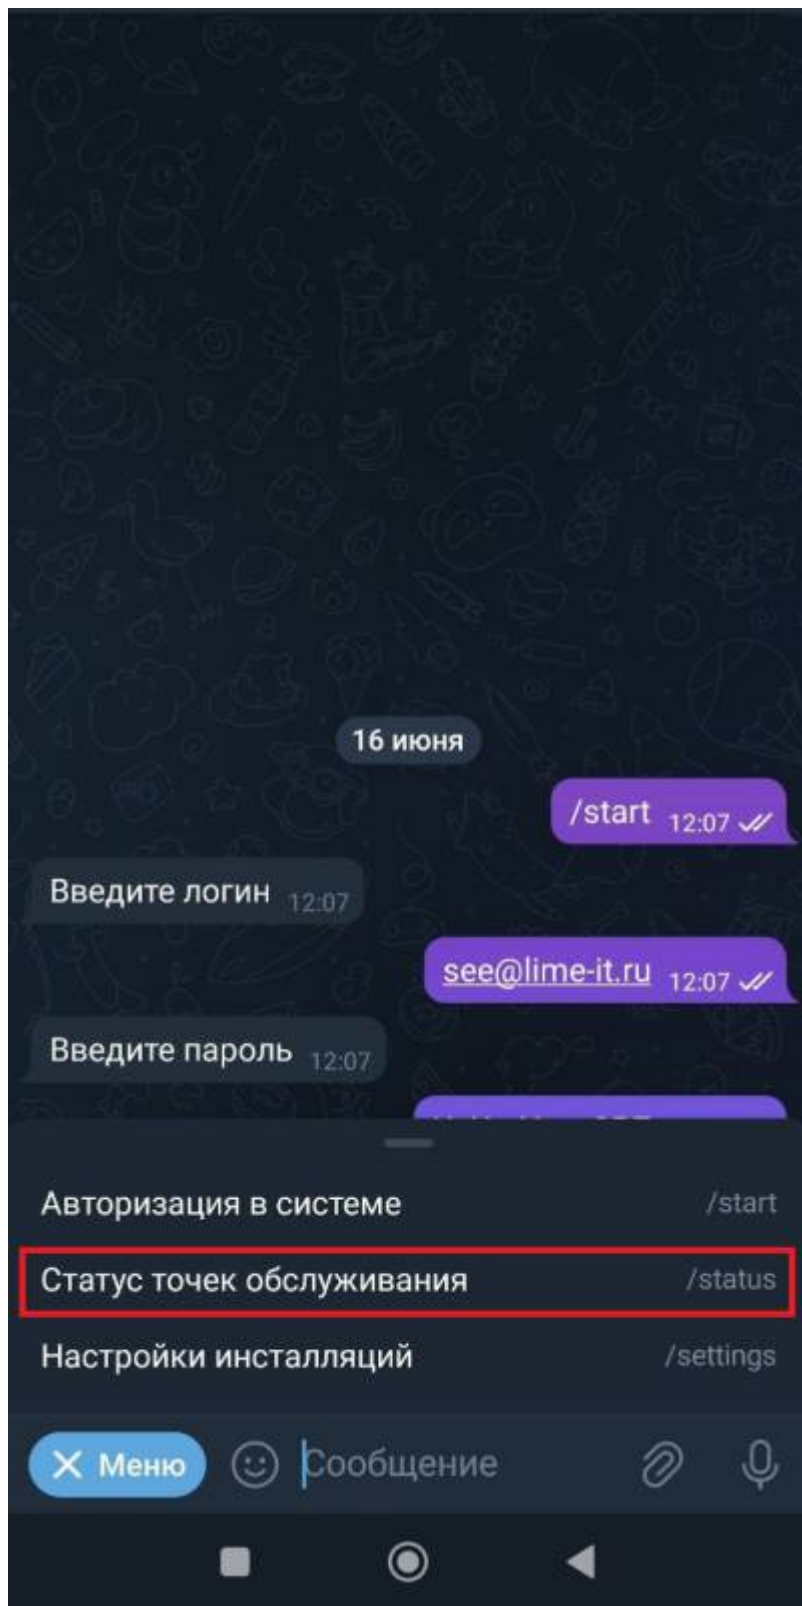 16 июня
/start 12:07
Введите логин 12:07
see@lime-it.ru 12:07
Введите пароль 12:07
Авторизация в системе /start
Статус точек обслуживания /status
Настройки инсталляций /settings
Меню Сообщение